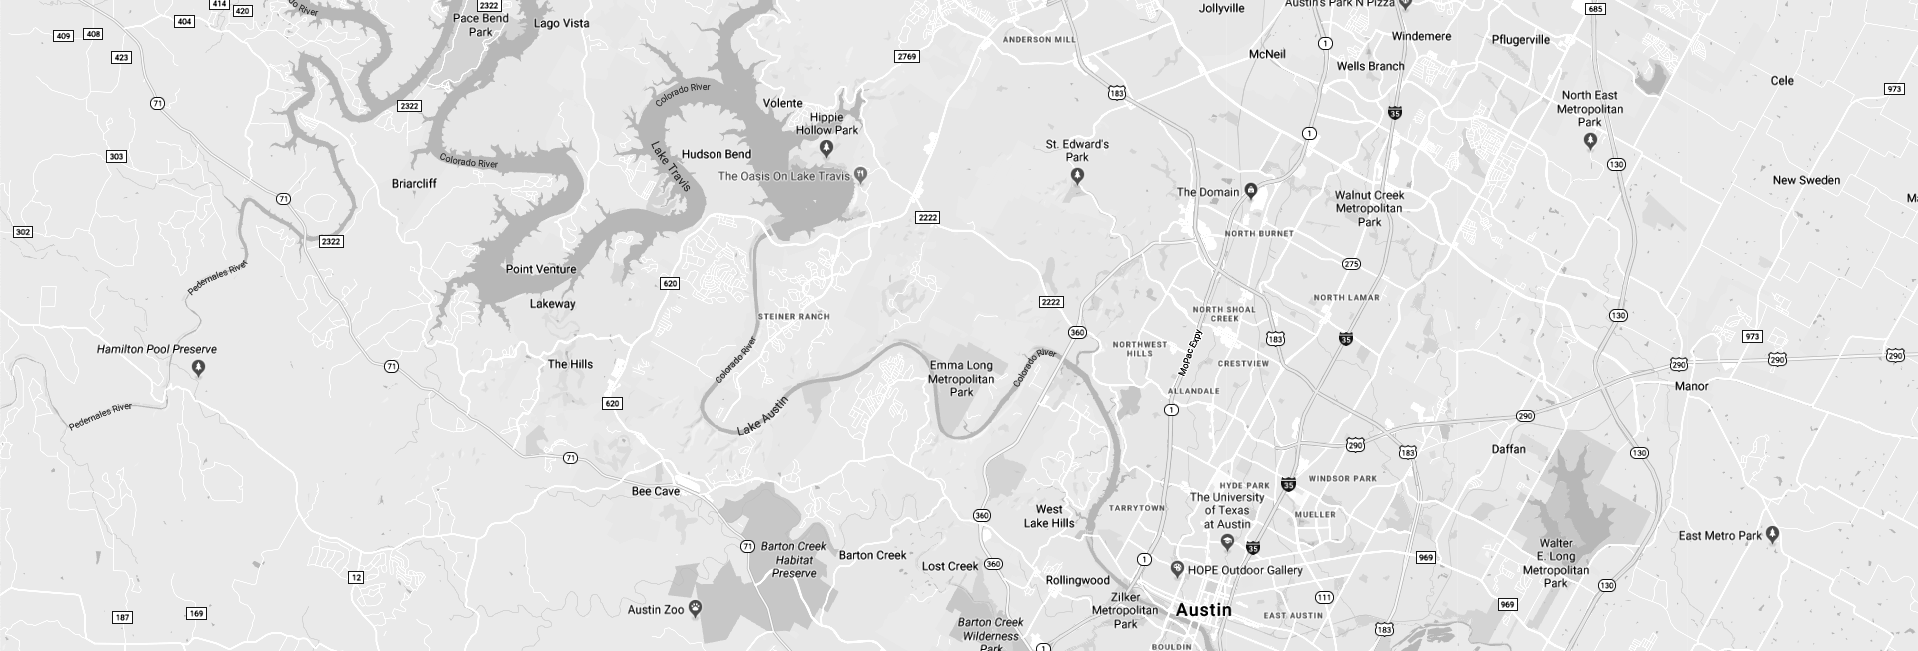 414
420
404
409
408
423
do River
2322
Pace Bend
Park
Lago Vista
71
2322
303
Colorado River
Briarcliff
71
302
2322
Pedernales River
Hamilton Pool Preserve
Pedernales River
71
Colorado River
Lake Travis
Volente
Hippie
Hollow Park
Hudson Bend
The Oasis On Lake Travis
2769
ANDERSON MILL
183
Jollyville
Austin's Park N Pizza
McNeil
1
Windemere
Wells Branch
Pflugerville
685
35
1
North East
Metropolitan
Park
Cele
973
130
New Sweden
St. Edward's
Park
The Domain
Walnut Creek
Metropolitan
Park
2222
NORTH BURNET
275
Point Venture
Lakeway
620
STEINER RANCH
2222
360
NORTH SHOAL
CREEK
NORTH LAMAR
MoPac Expy
183
35
130
973
290
290
290
Manor
The Hills
620
Colorado River
Lake Austin
Emma Long
Metropolitan
Park
Colorado River
NORTHWEST
HILLS
CRESTVIEW
ALLANDALE
1
290
290
183
Daffan
130
71
Bee Cave
HYDE PARK
35
WINDSOR PARK
The University
of Texas
at Austin
MUELLER
35
360
West
Lake Hills
TARRYTOWN
71
Barton Creek
Habitat
Preserve
Barton Creek
Lost Creek
360
Rollingwood
1
HOPE Outdoor Gallery
969
Walter
E. Long
Metropolitan
Park
East Metro Park
130
12
187
169
Austin Zoo
Zilker
Metropolitan
Park
Austin
111
EAST AUSTIN
969
183
Barton Creek
Wilderness
Park
1
BOULDIN